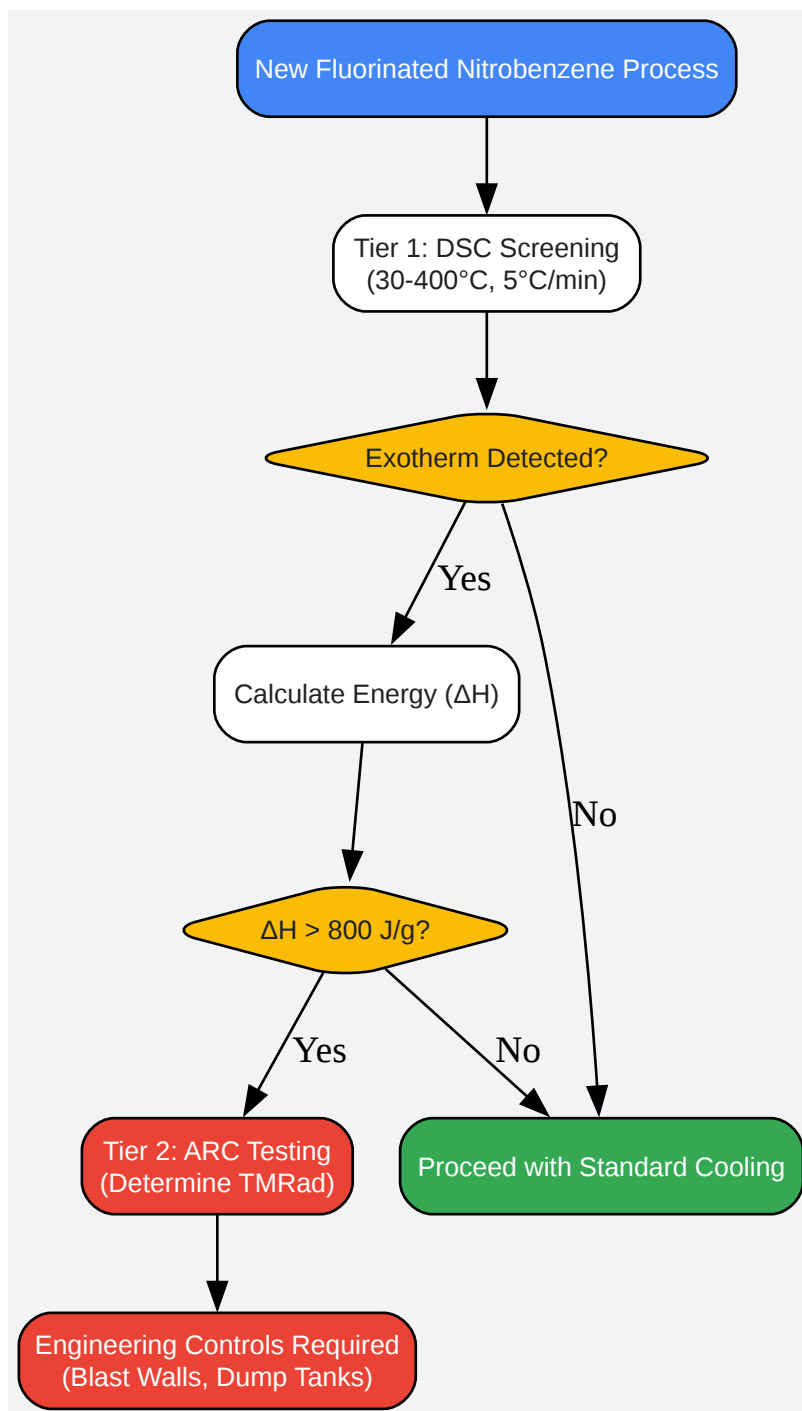 New Fluorinated Nitrobenzene Process
Tier 1: DSC Screening
(30-400°C, 5°C/min)
Exotherm Detected?
Yes
Calculate Energy (ΔH)
No
ΔH > 800 J/g?
Yes
No
Tier 2: ARC Testing
(Determine TMRad)
Proceed with Standard Cooling
Engineering Controls Required
(Blast Walls, Dump Tanks)